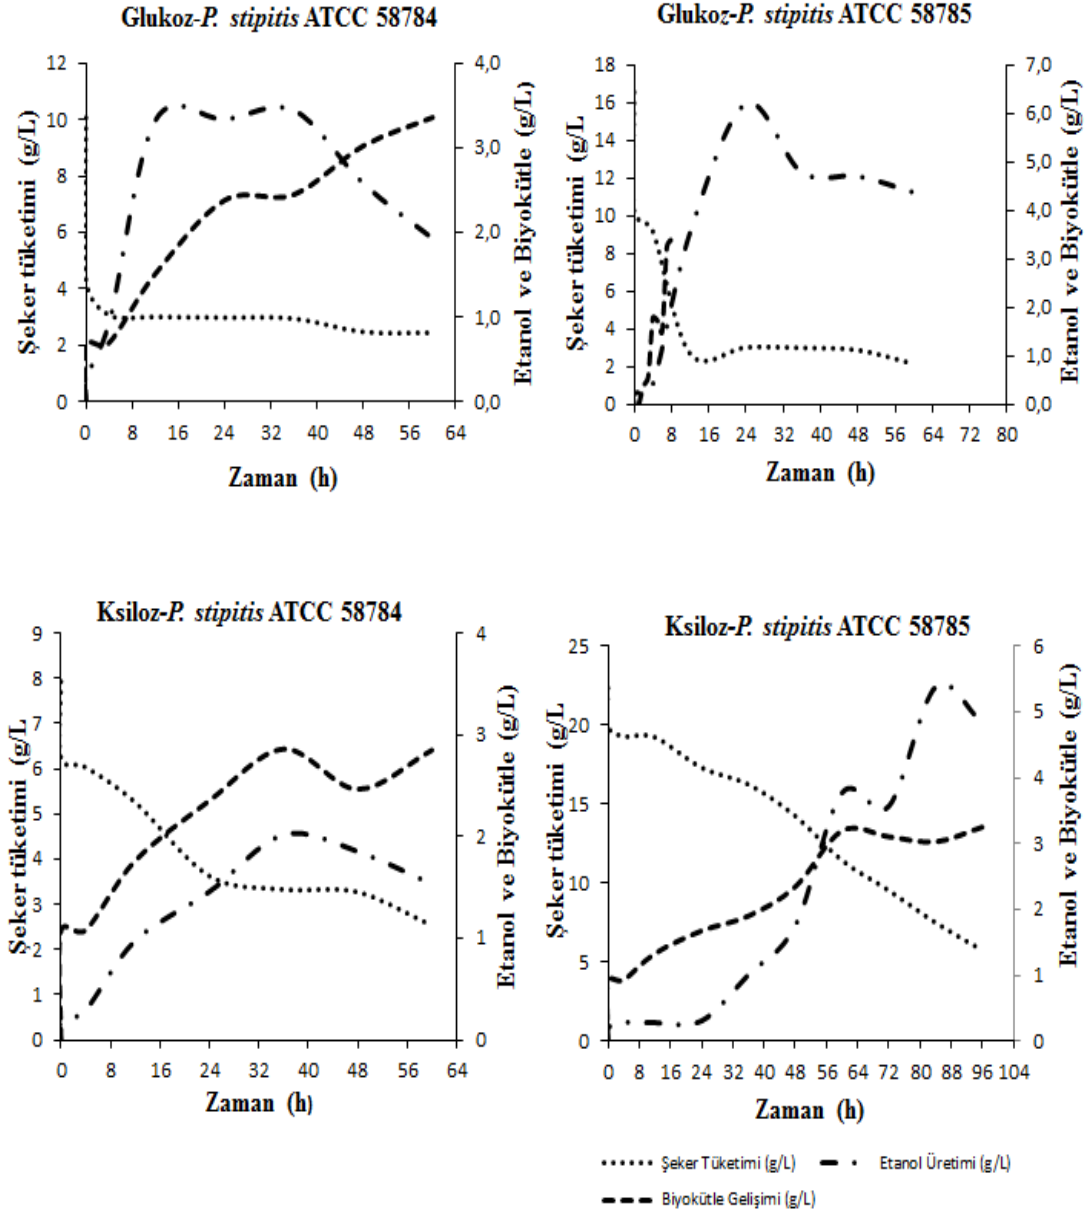 Glukoz-P. stipitis ATCC 58784
Şeker tüketimi (g/L)
12
10
8
6
4
2
0
4,0
3,0
2,0
1,0
0,0
Etanol ve Biyokütle (g/L)
0 8 16 24 32 40 48 56 64
Zaman (h)
Glukoz-P. stipitis ATCC 58785
Şeker tüketimi (g/L
18
16
14
12
10
8
6
4
2
0
7,0
6,0
5,0
4,0
3,0
2,0
1,0
0,0
Etanol ve Biyokütle (g/L)
0 8 16 24 32 40 48 56 64 72 80
Zaman (h)
Ksiloz-P. stipitis ATCC 58784
Şeker tüketimi (g/L
9
8
7
6
5
4
3
2
1
0
4
3
2
1
0
Etanol ve Biyokütle (g/L)
0 8 16 24 32 40 48 56 64
Zaman (h)
Ksiloz-P. stipitis ATCC 58785
Şeker tüketimi (g/L
25
20
15
10
5
0
6
5
4
3
2
1
0
Etanol ve Biyokütle (g/L)
0 8 16 24 32 40 48 56 64 72 80 88 96 104
Zaman (h)
Şeker Tüketimi (g/L)
Etanol Üretimi (g/L)
Biyokütle Gelişimi (g/L)